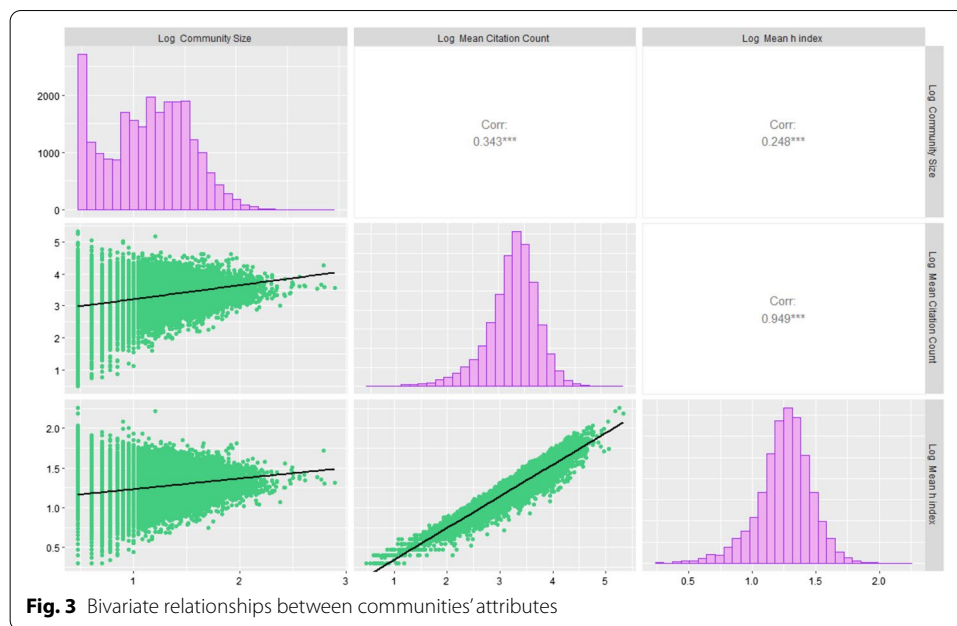 Log Community Size
Log Mean Citation Count
Log Mean h index
2000
1000
0
Corr:
0.343***
Corr:
0.248***
Log Community Size
5
4
3
2
1
Corr:
0.949***
Log Mean Citation Count
2.0
1.5
1.0
0.5
Log Mean h index
1
2
3
1
2
3
4
5
0.5
1.0
1.5
2.0
Fig. 3 Bivariate relationships between communities' attributes